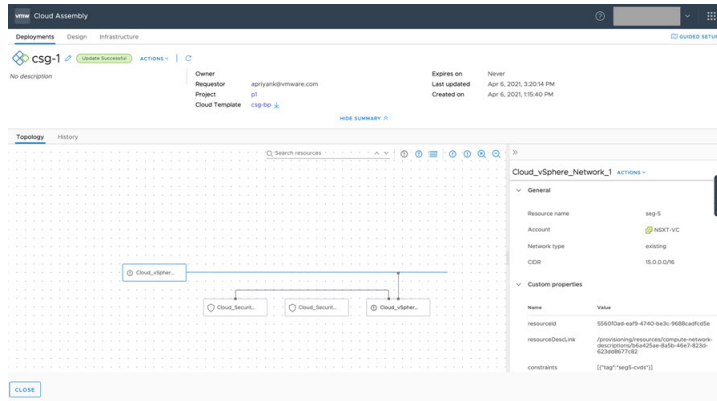 vmw Cloud Assembly
Deployments Design Infrastructure
GUIDED SETUP
csg-1 Update Successful ACTIONS
No description
Owner
Requestor apriyank@vmware.com
Project p1
Cloud Template csg-bp
Expires on Never
Last updated Apr 6, 2021, 3:20:14 PM
Created on Apr 6, 2021, 1:15:40 PM
HIDE SUMMARY
Topology History
Search resources
Cloud_vSpher...
Cloud_Securit...
Cloud_Securit...
Cloud_vSpher...
Cloud_vSphere_Network_1 ACTIONS
General
Resource name seg-5
Account NSXT-VC
Network type existing
CIDR 15.0.0.0/16
Custom properties
Name Value
resourceId 5560f0ad-eaf9-4740-be3c-9688cadfcd5e
resourceDescLink /provisioning/resources/compute-network-
descriptions/b6a425ae-8a5b-46e7-823d-
623dd8677c82
constraints [{"tag":"seg5-cvds"}]
CLOSE